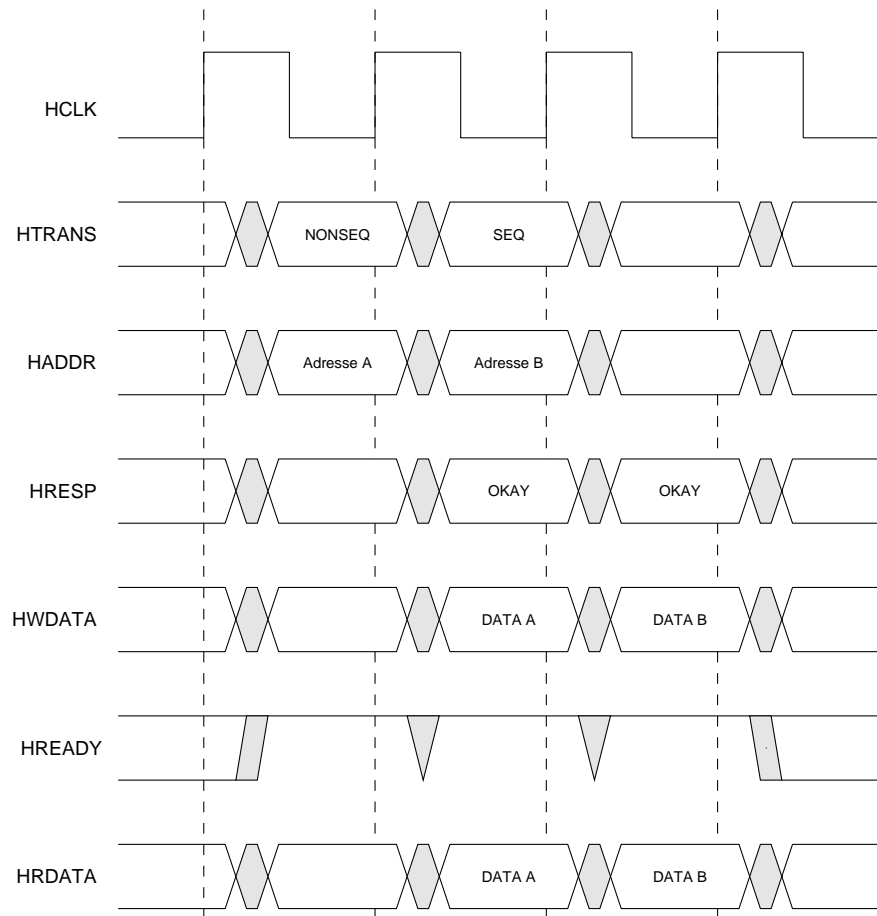 HCLK
HTRANS NONSEQ SEQ
HADDR Adresse A Adresse B
HRESP OKAY OKAY
HWDATA DATA A DATA B
HREADY
HRDATA DATA A DATA B